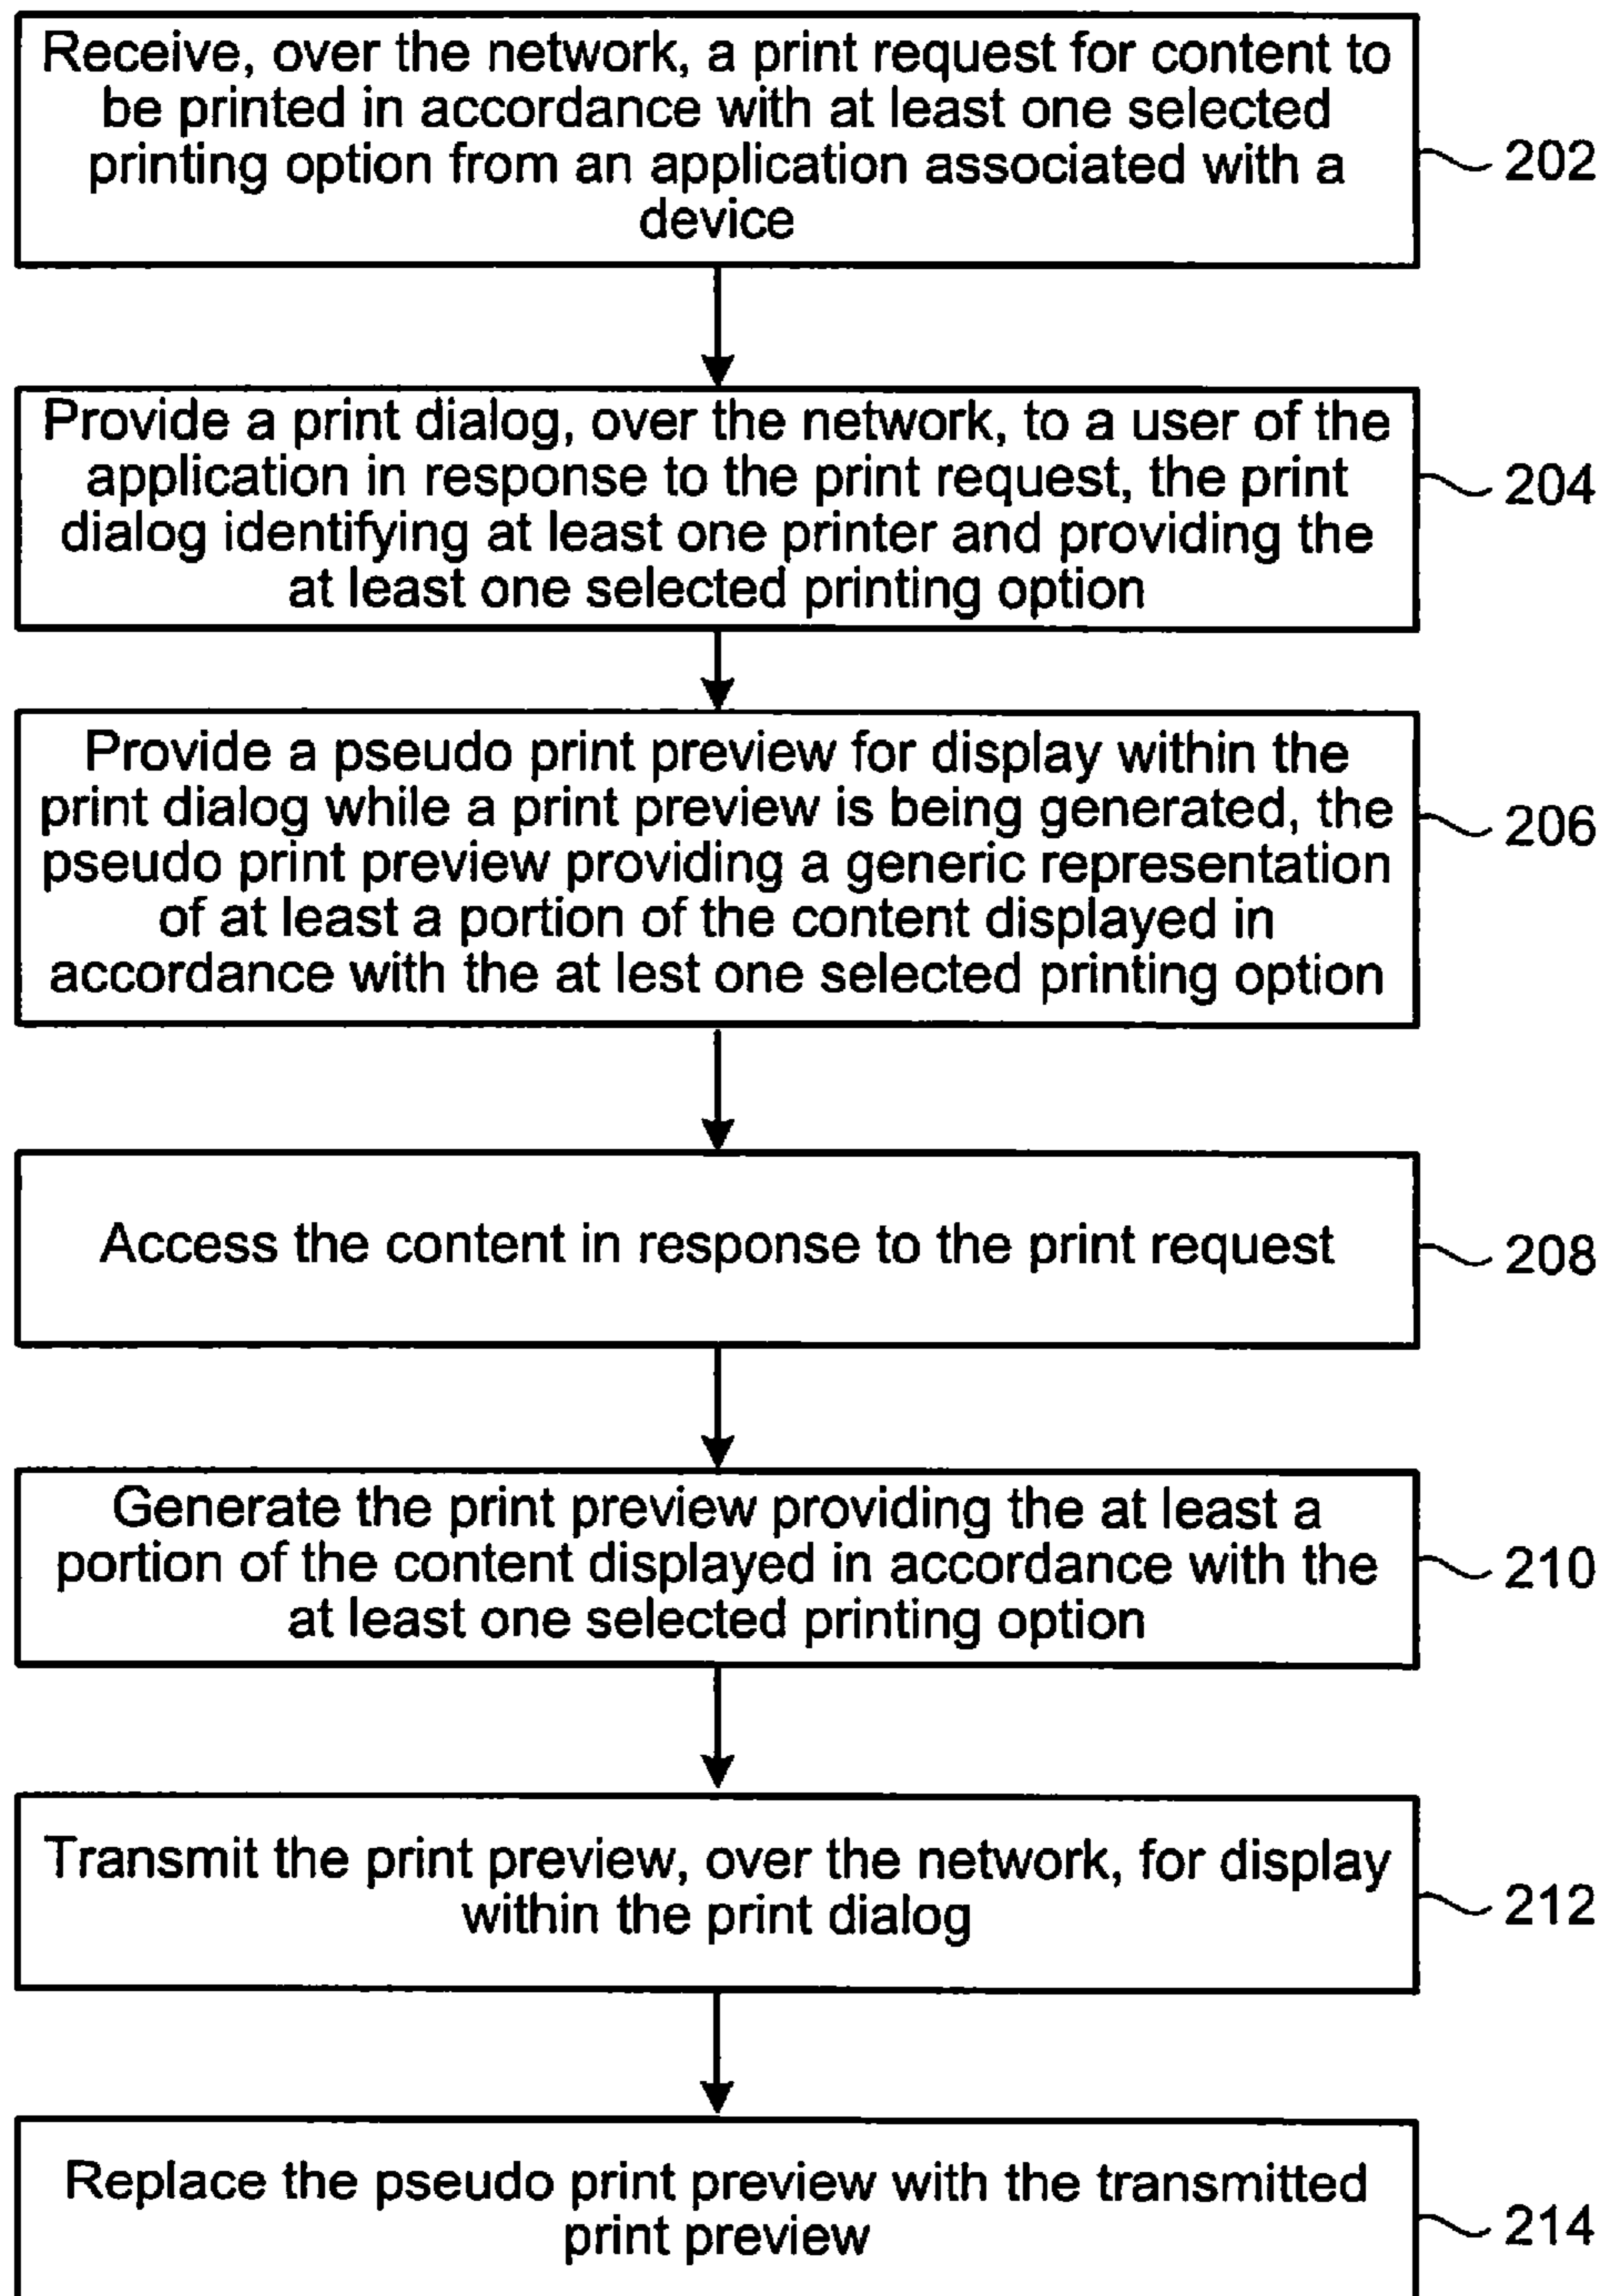 Receive, over the network, a print request for content to
be printed in accordance with at least one selected
printing option from an application associated with a
device
202
Provide a print dialog, over the network, to a user of the
application in response to the print request, the print
dialog identifying at least one printer and providing the
at least one selected printing option
204
Provide a pseudo print preview for display within the
print dialog while a print preview is being generated, the
pseudo print preview providing a generic representation
of at least a portion of the content displayed in
accordance with the at lest one selected printing option
206
Access the content in response to the print request
208
Generate the print preview providing the at least a
portion of the content displayed in accordance with the
at least one selected printing option
210
Transmit the print preview, over the network, for display
within the print dialog
212
Replace the pseudo print preview with the transmitted
print preview
214